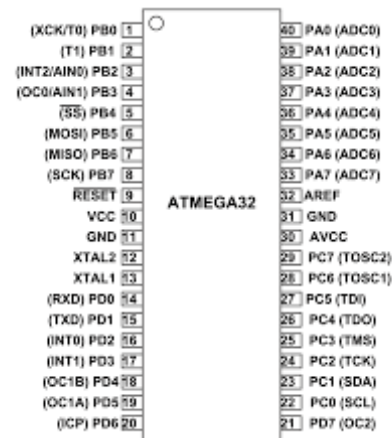 (XCK/T0) PB0 1
(T1) PB1 2
(INT2/AIN0) PB2 3
(OC0/AIN1) PB3 4
(SS) PB4 5
(MOSI) PB5 6
(MISO) PB6 7
(SCK) PB7 8
RESET 9
VCC 10
GND 11
XTAL2 12
XTAL1 13
(RXD) PD0 14
(TXD) PD1 15
(INT0) PD2 16
(INT1) PD3 17
(OC1B) PD4 18
(OC1A) PD5 19
(ICP) PD6 20
ATMEGA32
40 PA0 (ADC0)
39 PA1 (ADC1)
38 PA2 (ADC2)
37 PA3 (ADC3)
36 PA4 (ADC4)
35 PA5 (ADC5)
34 PA6 (ADC6)
33 PA7 (ADC7)
32 AREF
31 GND
30 AVCC
29 PC7 (TOSC2)
28 PC6 (TOSC1)
27 PC5 (TDI)
26 PC4 (TDO)
25 PC3 (TMS)
24 PC2 (TCK)
23 PC1 (SDA)
22 PC0 (SCL)
21 PD7 (OC2)